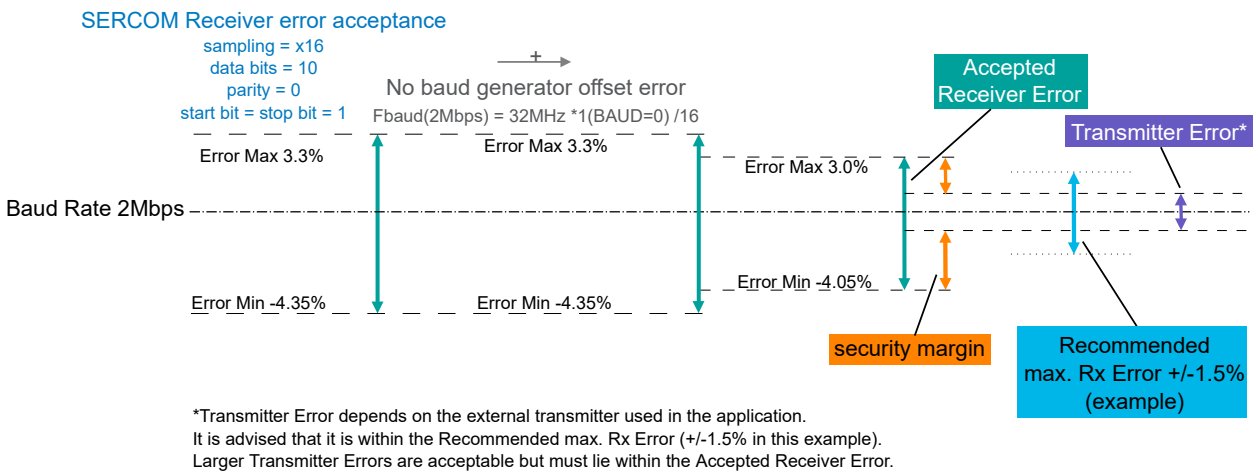 SERCOM Receiver error acceptance
sampling = x16
data bits = 10
parity = 0
start bit = stop bit = 1
+
No baud generator offset error
Fbaud(2Mbps) = 32MHz *1(BAUD=0) /16
Accepted
Receiver Error
Transmitter Error*
Error Max 3.3%
Error Max 3.3%
Error Max 3.0%
Baud Rate 2Mbps
Error Min -4.35%
Error Min -4.35%
Error Min -4.05%
security margin
Recommended
max. Rx Error +/-1.5%
(example)
*Transmitter Error depends on the external transmitter used in the application.
It is advised that it is within the Recommended max. Rx Error (+/-1.5% in this example).
Larger Transmitter Errors are acceptable but must lie within the Accepted Receiver Error.